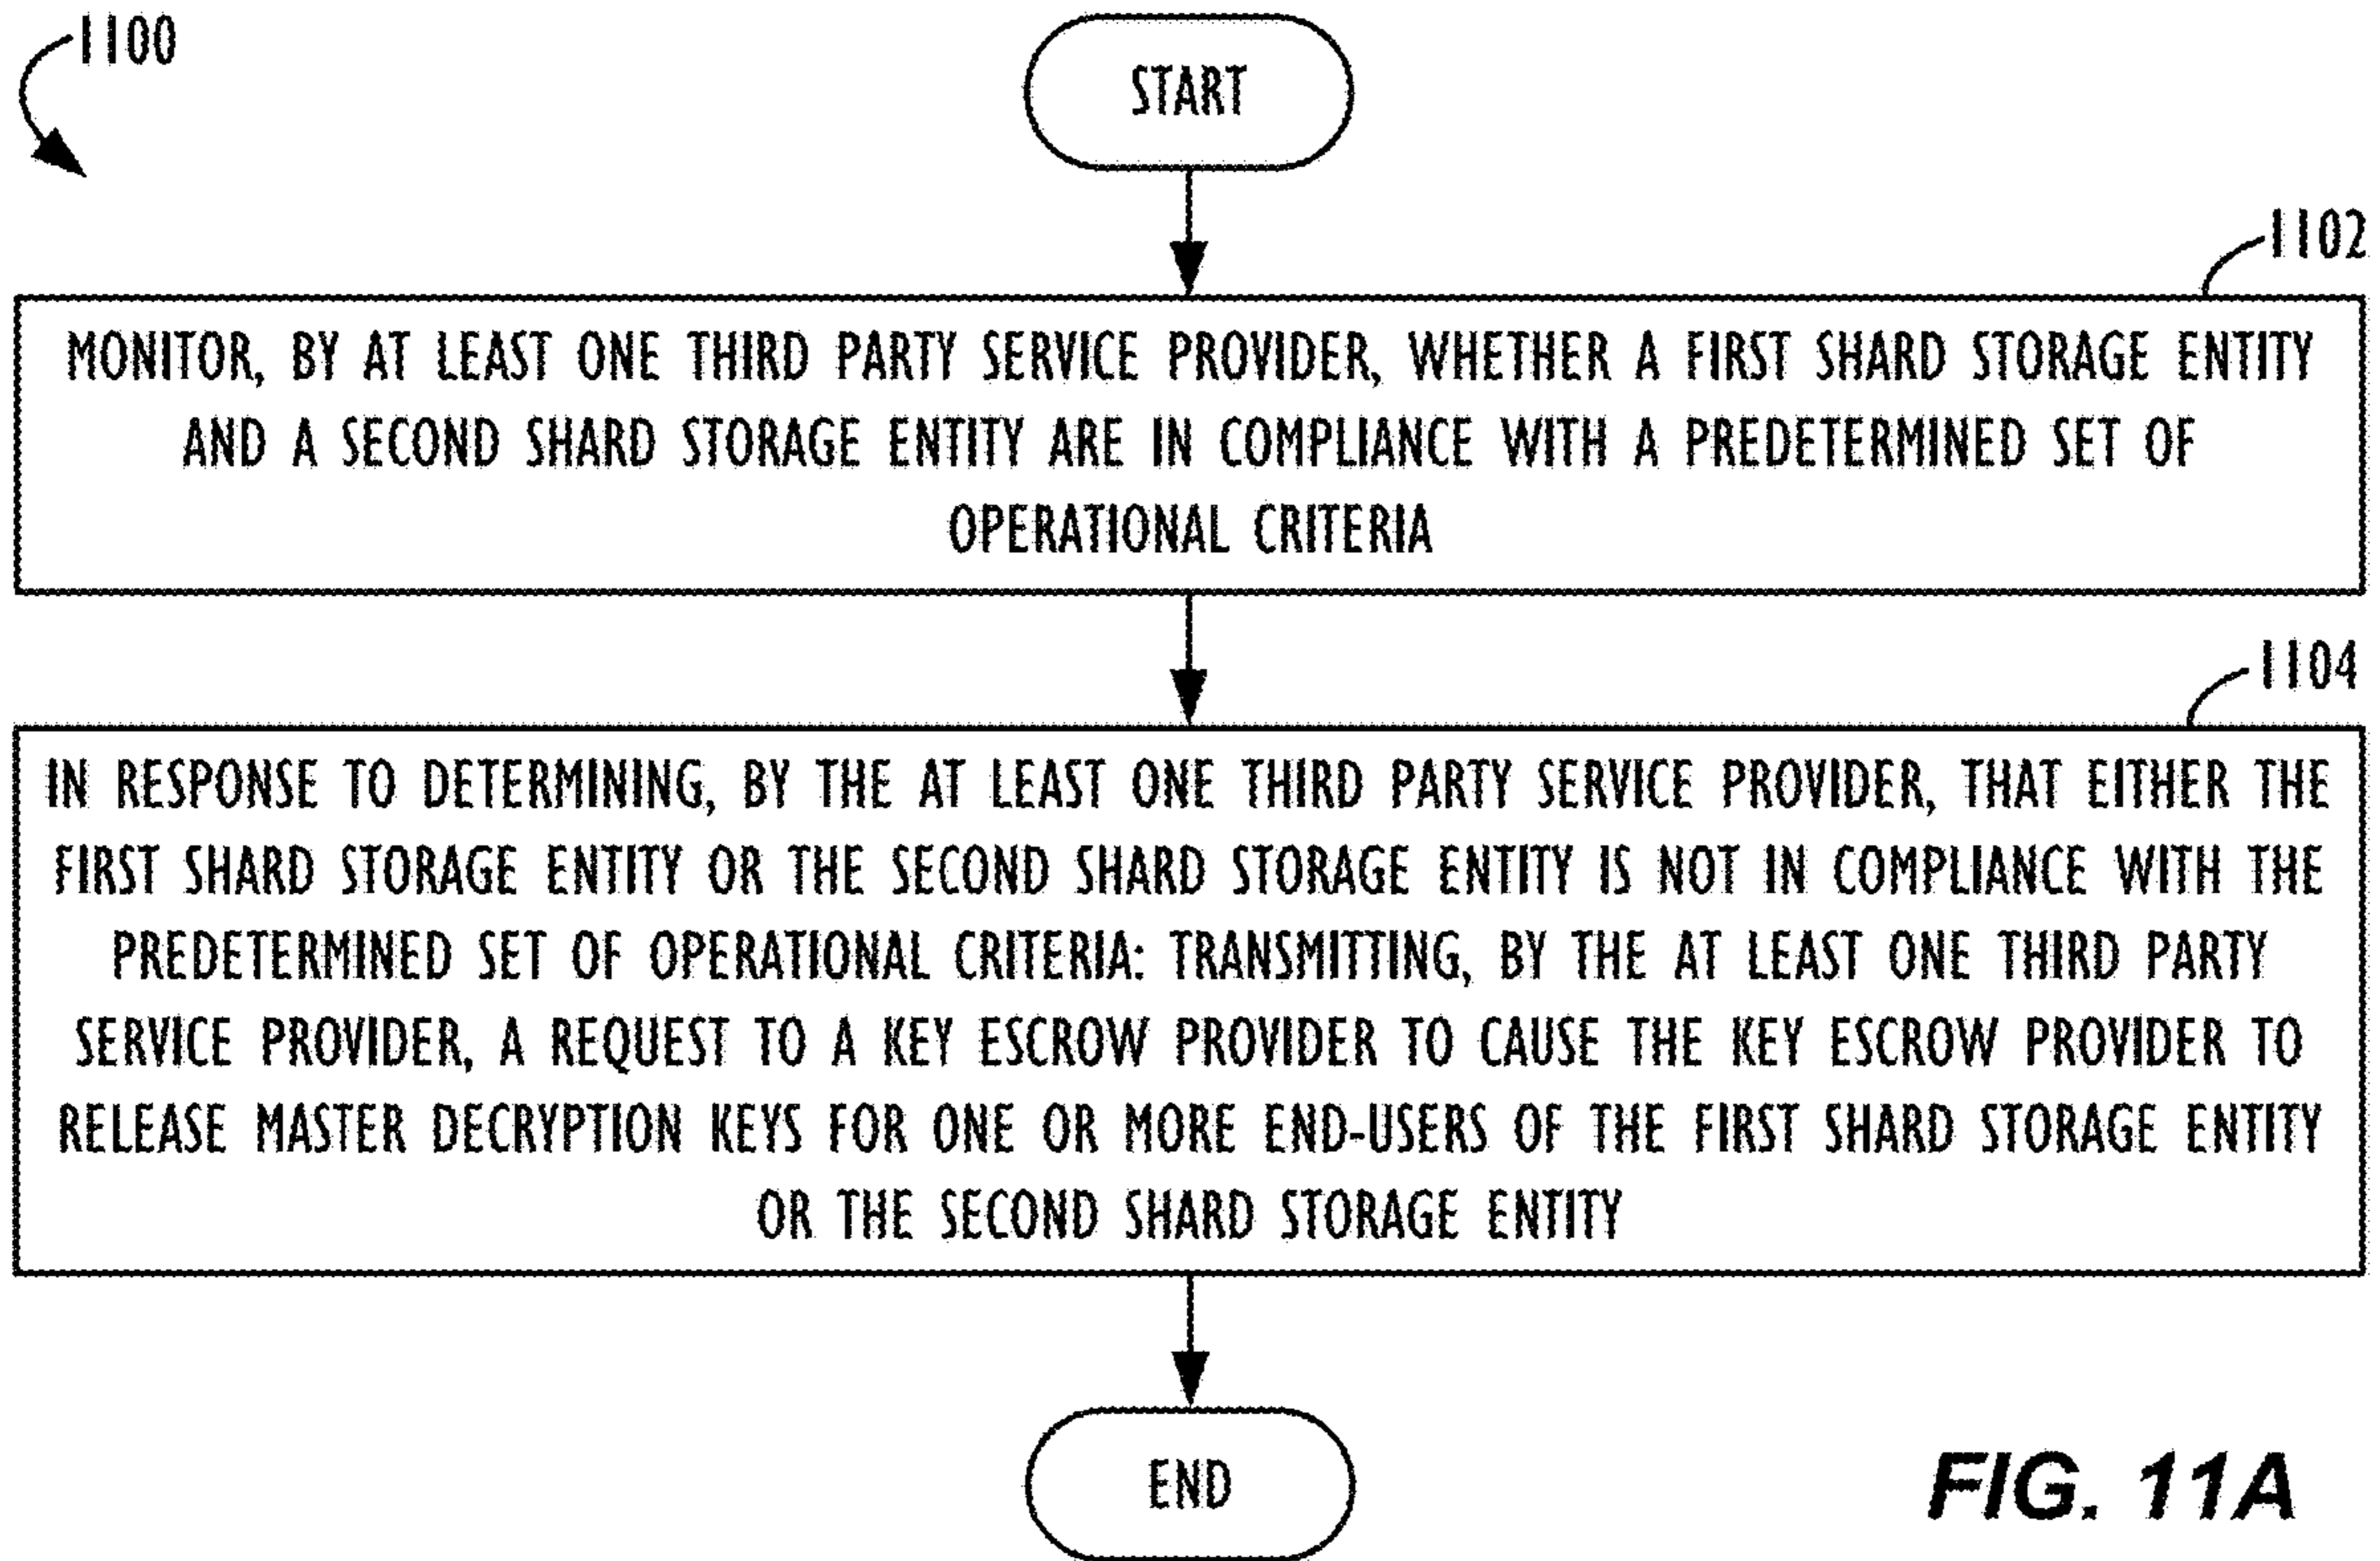 1100
START
1102
MONITOR, BY AT LEAST ONE THIRD PARTY SERVICE PROVIDER, WHETHER A FIRST SHARD STORAGE ENTITY
AND A SECOND SHARD STORAGE ENTITY ARE IN COMPLIANCE WITH A PREDETERMINED SET OF
OPERATIONAL CRITERIA
1104
IN RESPONSE TO DETERMINING, BY THE AT LEAST ONE THIRD PARTY SERVICE PROVIDER, THAT EITHER THE
FIRST SHARD STORAGE ENTITY OR THE SECOND SHARD STORAGE ENTITY IS NOT IN COMPLIANCE WITH THE
PREDETERMINED SET OF OPERATIONAL CRITERIA: TRANSMITTING, BY THE AT LEAST ONE THIRD PARTY
SERVICE PROVIDER, A REQUEST TO A KEY ESCROW PROVIDER TO CAUSE THE KEY ESCROW PROVIDER TO
RELEASE MASTER DECRYPTION KEYS FOR ONE OR MORE END-USERS OF THE FIRST SHARD STORAGE ENTITY
OR THE SECOND SHARD STORAGE ENTITY
END
FIG. 11A